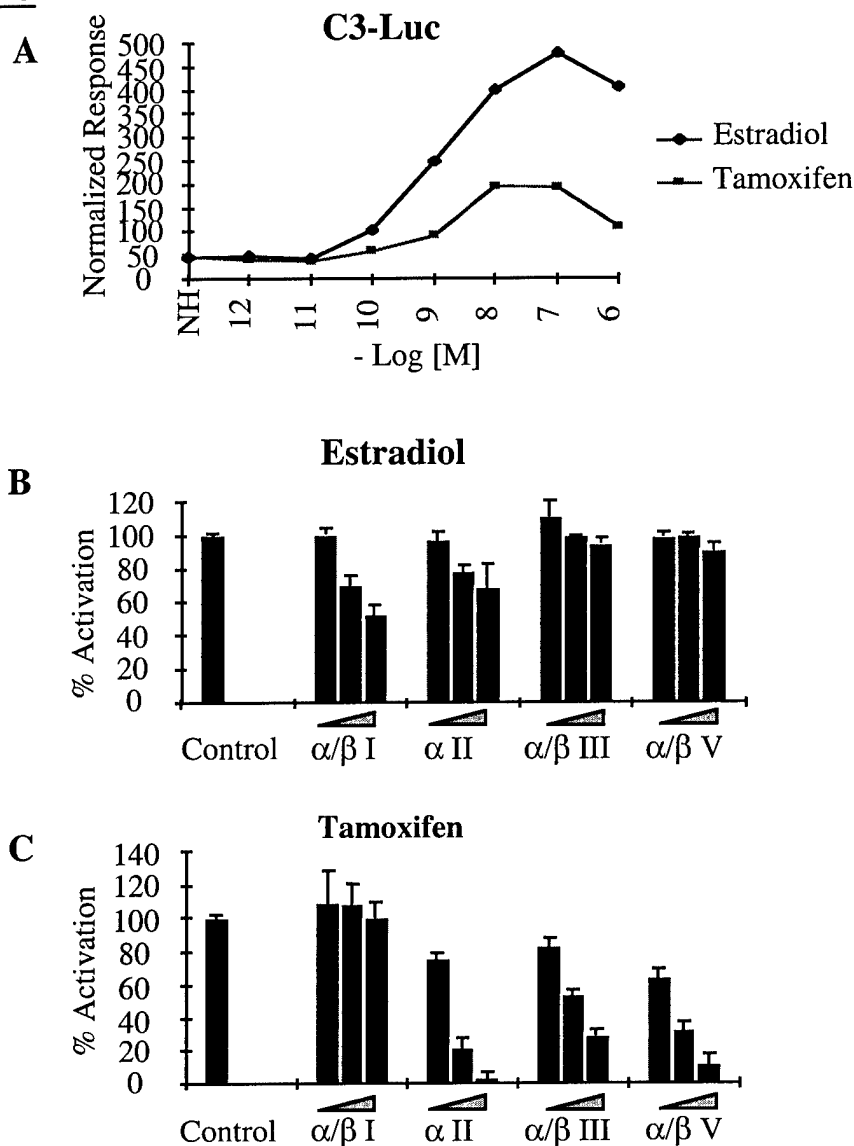 C3-Luc
A
Normalized Response
500
450
400
350
300
250
200
150
100
50
0
NH
12
11
10
9
8
7
6
- Log [M]
Estradiol
Tamoxifen
Estradiol
B
% Activation
120
100
80
60
40
20
0
Control α/β I α II α/β III α/β V
Tamoxifen
C
% Activation
140
120
100
80
60
40
20
0
Control α/β I α II α/β III α/β V